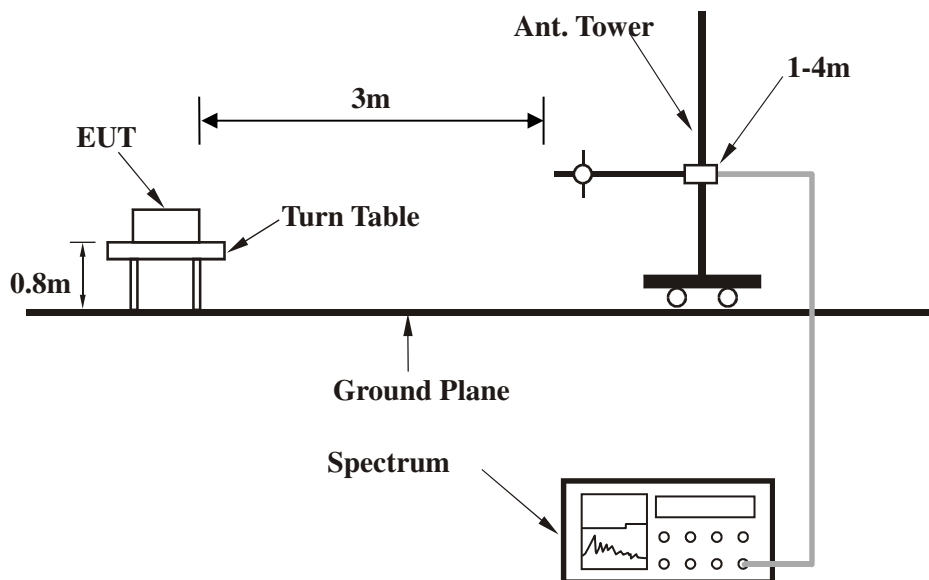 Ant. Tower
1-4m
3m
EUT
Turn Table
0.8m
Ground Plane
Spectrum